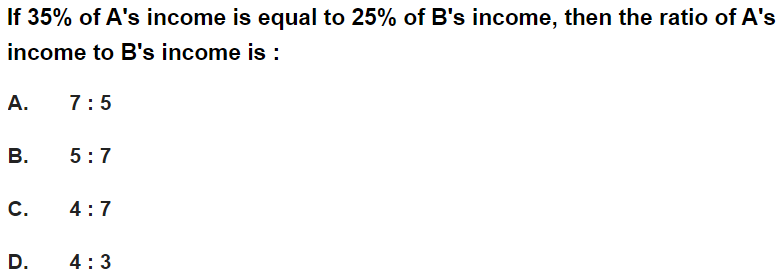 If 35% of A's income is equal to 25% of B's income, then the ratio of A's
income to B's income is :
A. 7 : 5
B. 5 : 7
C. 4 : 7
D. 4 : 3